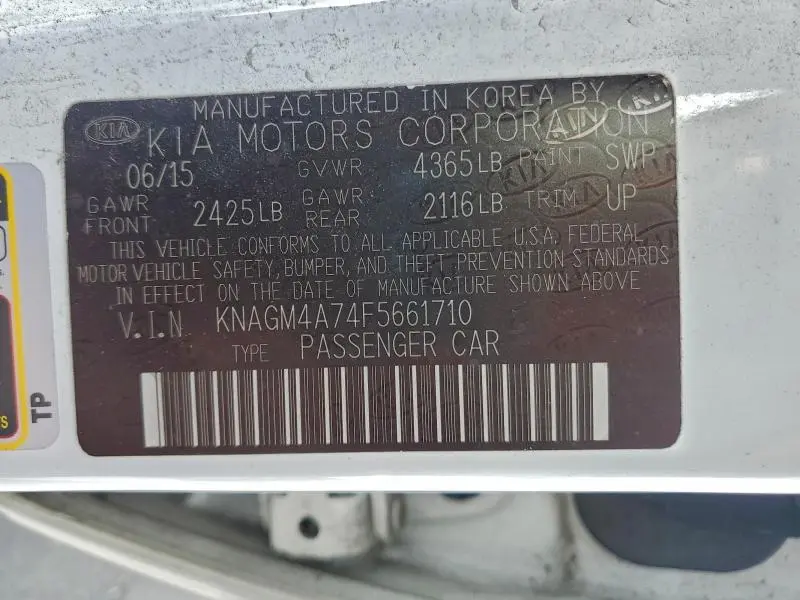 MANUFACTURED IN KOREA BY
KIA KIA MOTORS CORPORATION
06/15 GVWR 4365LB PAINT SWP
GAWR FRONT 2425LB GAWR REAR 2116LB TRIM UP
THIS VEHICLE CONFORMS TO ALL APPLICABLE U.S.A. FEDERAL
MOTOR VEHICLE SAFETY, BUMPER, AND THEFT PREVENTION STANDARDS
IN EFFECT ON THE DATE OF MANUFACTURE SHOWN ABOVE
V.I.N KNAGM4A74F5661710
TYPE PASSENGER CAR
TP